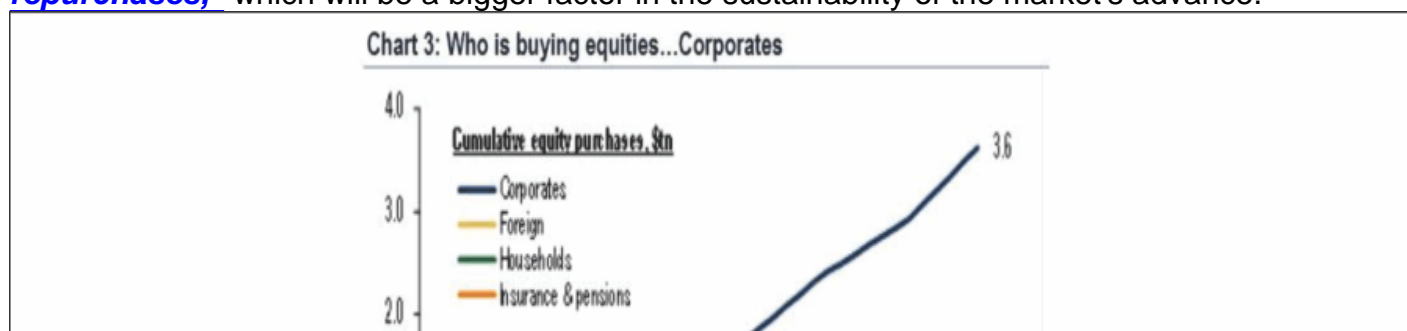 repurchases," which will be a bigger factor in the sustainability of the market's advance.
Chart 3: Who is buying equities...Corporates
4.0
Cumulative equity purchases, $tn
3.6
Corporates
3.0
Foreign
Households
Insurance & pensions
2.0